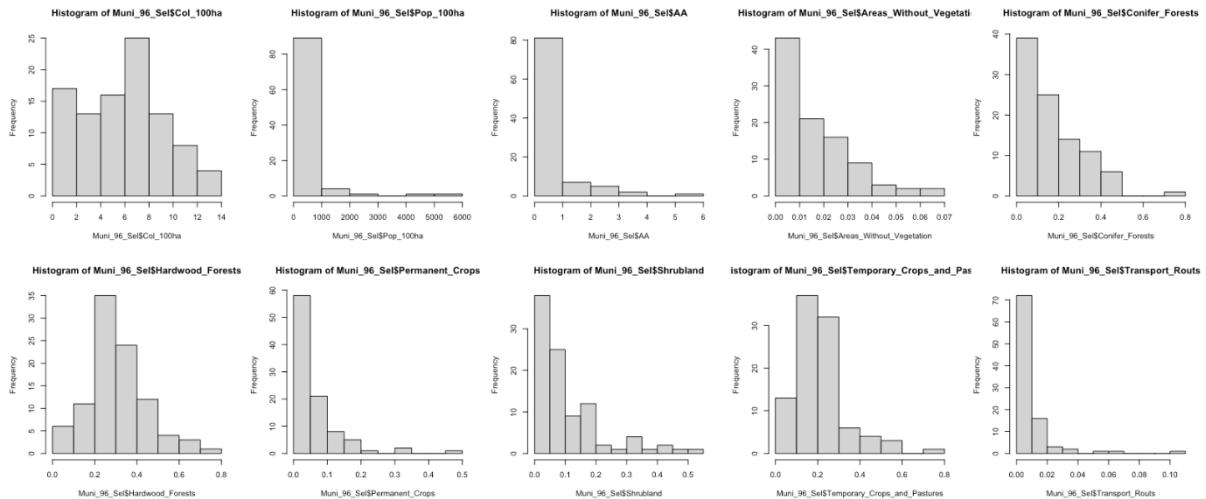 Histogram of Muni_96_Sel$Col_100ha
Frequency
0 5 10 15 20 25
0 2 4 6 8 10 12 14
Muni_96_Sel$Col_100ha
Histogram of Muni_96_Sel$Pop_100ha
Frequency
0 20 40 60 80
0 1000 2000 3000 4000 5000 6000
Muni_96_Sel$Pop_100ha
Histogram of Muni_96_Sel$AA
Frequency
0 20 40 60 80
0 1 2 3 4 5 6
Muni_96_Sel$AA
Histogram of Muni_96_Sel$Areas_Without_Vegetati
Frequency
0 10 20 30 40
0.00 0.01 0.02 0.03 0.04 0.05 0.06 0.07
Muni_96_Sel$Areas_Without_Vegetation
Histogram of Muni_96_Sel$Conifer_Forests
Frequency
0 10 20 30 40
0.0 0.2 0.4 0.6 0.8
Muni_96_Sel$Conifer_Forests
Histogram of Muni_96_Sel$Hardwood_Forests
Frequency
0 5 10 15 20 25 30 35
0.0 0.2 0.4 0.6 0.8
Muni_96_Sel$Hardwood_Forests
Histogram of Muni_96_Sel$Permanent_Crops
Frequency
0 10 20 30 40 50 60
0.0 0.1 0.2 0.3 0.4 0.5
Muni_96_Sel$Permanent_Crops
Histogram of Muni_96_Sel$Shrubland
Frequency
0 10 20 30
0.0 0.1 0.2 0.3 0.4 0.5
Muni_96_Sel$Shrubland
istogram of Muni_96_Sel$Temporary_Crops_and_Pas
Frequency
0 10 20 30
0.0 0.2 0.4 0.6 0.8
Muni_96_Sel$Temporary_Crops_and_Pastures
Histogram of Muni_96_Sel$Transport_Routs
Frequency
0 10 20 30 40 50 60 70
0.00 0.02 0.04 0.06 0.08 0.10
Muni_96_Sel$Transport_Routs